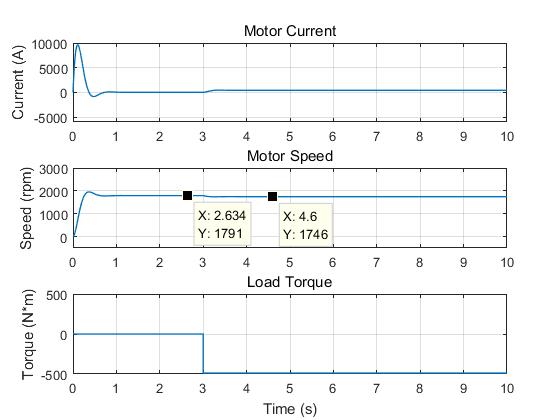 Motor Current
10000
5000
0
-5000
Current (A)
0 1 2 3 4 5 6 7 8 9 10
Motor Speed
3000
2000
1000
0
Speed (rpm)
X: 2.634
Y: 1791
X: 4.6
Y: 1746
0 1 2 3 4 5 6 7 8 9 10
Load Torque
500
0
-500
Torque (N*m)
0 1 2 3 4 5 6 7 8 9 10
Time (s)